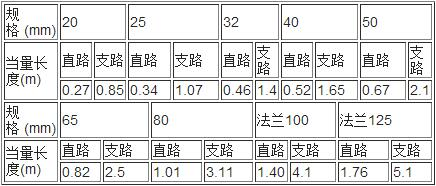 规格 (mm) 20 25 32 40 50
当量长度(m) 直路 支路 直路 支路 直路 支路 直路 支路 直路 支路
0.27 0.85 0.34 1.07 0.46 1.4 0.52 1.65 0.67 2.1
规格 (mm) 65 80 法兰100 法兰125
当量长度(m) 直路 支路 直路 支路 直路 支路 直路 支路
0.82 2.5 1.01 3.11 1.40 4.1 1.76 5.1